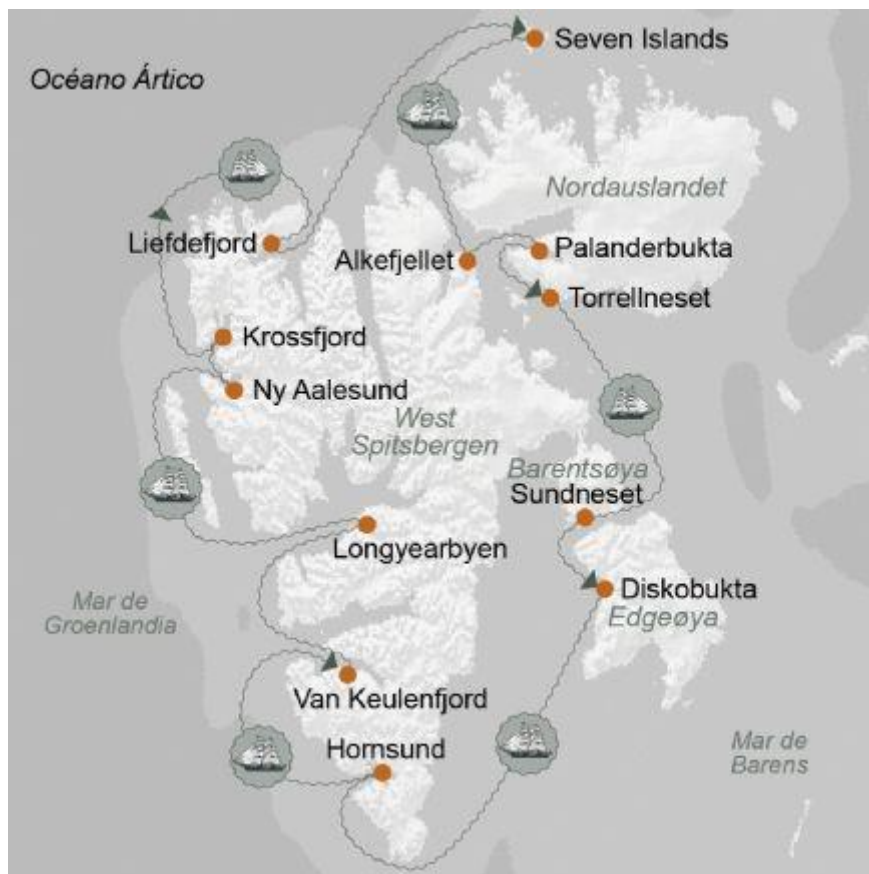 Seven Islands
Océano Ártico
Nordauslandet
Liefdefjord
Alkefjellet
Palanderbukta
Torrellneset
Krossfjord
Ny Aalesund
West
Spitsbergen
Barentsøya
Sundneset
Longyearbyen
Diskobukta
Edgeøya
Mar de
Groenlandia
Van Keulenfjord
Hornsund
Mar de
Barens